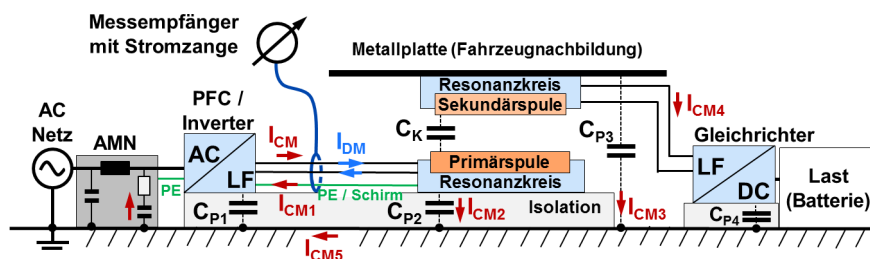 Messempfänger
mit Stromzange
Metallplatte (Fahrzeugnachbildung)
Resonanzkreis
Sekundärspule
AC
Netz
AMN
PFC /
Inverter
AC
LF
PE
I_CM
I_DM
I_CM1
PE / Schirm
C_K
Primärspule
Resonanzkreis
C_P1
C_P2
I_CM2
C_P3
I_CM3
Isolation
I_CM4
Gleichrichter
LF
DC
C_P4
Last
(Batterie)
I_CM5